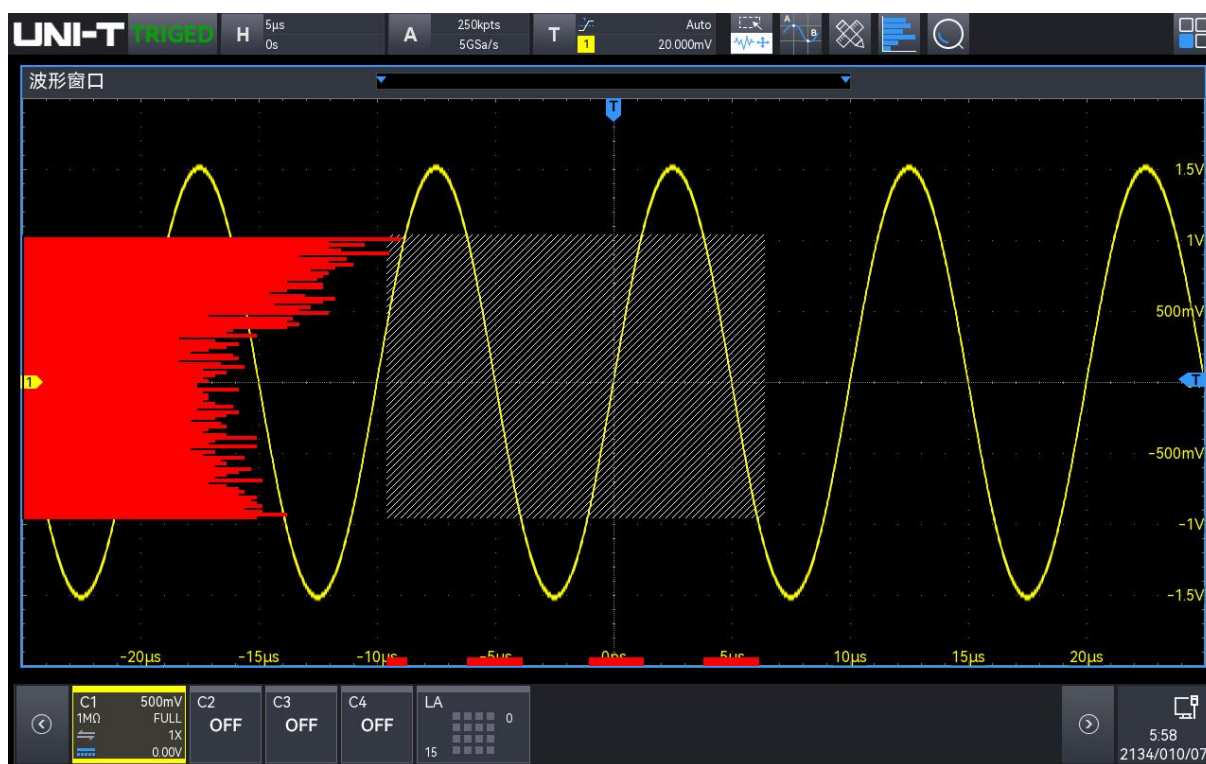 UNI-T TRIGED H 5μs A 250kpts T Auto
0s 5GSa/s 1 20.000mV
A B
波形窗口
T
1.5V
1V
500mV
1 T
-500mV
-1V
-1.5V
-20μs -15μs -10μs -5μs 0ps 5μs 10μs 15μs 20μs
C1 500mV C2 C3 C4 LA
1MΩ FULL OFF OFF OFF 0
1X
0.00V 15
5:58
2134/010/07